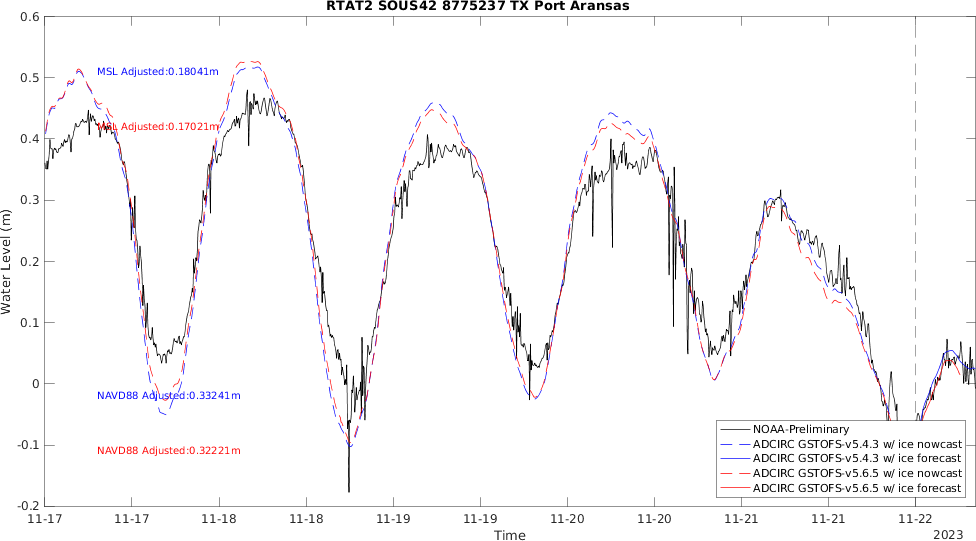 RTAT2 SOUS42 8775237 TX Port Aransas
0.6
0.5
0.4
0.3
0.2
0.1
0
-0.1
-0.2
Water Level (m)
MSL Adjusted:0.18041m
MSL Adjusted:0.17021m
NAVD88 Adjusted:0.33241m
NAVD88 Adjusted:0.32221m
NOAA-Preliminary
ADCIRC GSTOFS-v5.4.3 w/ ice nowcast
ADCIRC GSTOFS-v5.4.3 w/ ice forecast
ADCIRC GSTOFS-v5.6.5 w/ ice nowcast
ADCIRC GSTOFS-v5.6.5 w/ ice forecast
11-17 11-17 11-18 11-18 11-19 11-19 11-20 11-20 11-21 11-21 11-22
Time
2023